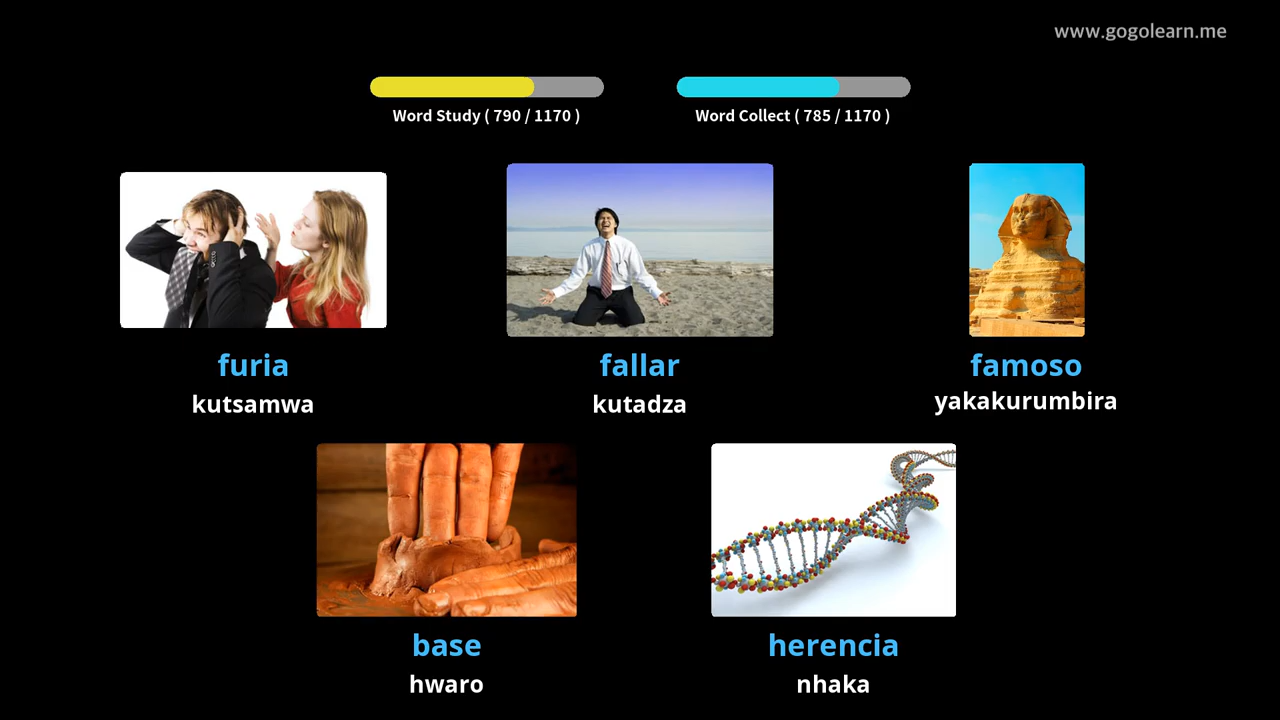 www.gogolearn.me
Word Study ( 790 / 1170 )
Word Collect ( 785 / 1170 )
furia
kutsamwa
fallar
kutadza
famoso
yakakurumbira
base
hwaro
herencia
nhaka